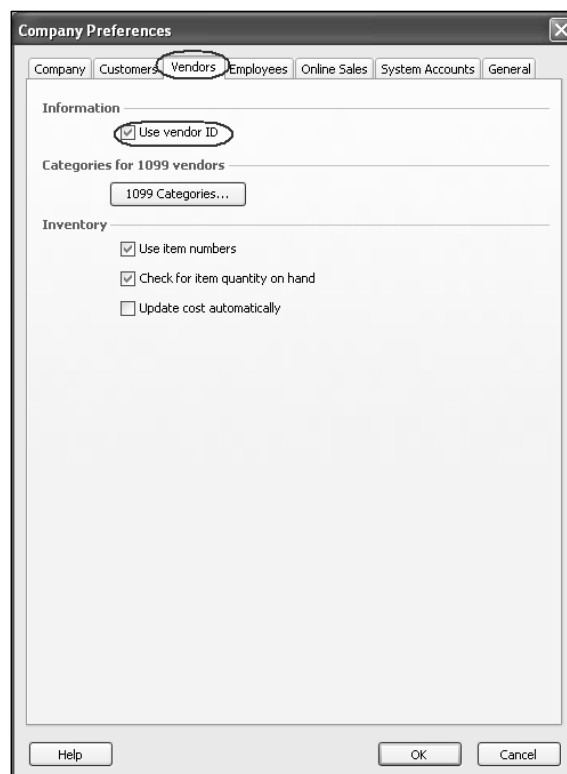 Company Preferences
Company Customers Vendors Employees Online Sales System Accounts General
Information
Use vendor ID
Categories for 1099 vendors
1099 Categories...
Inventory
Use item numbers
Check for item quantity on hand
Update cost automatically
Help OK Cancel